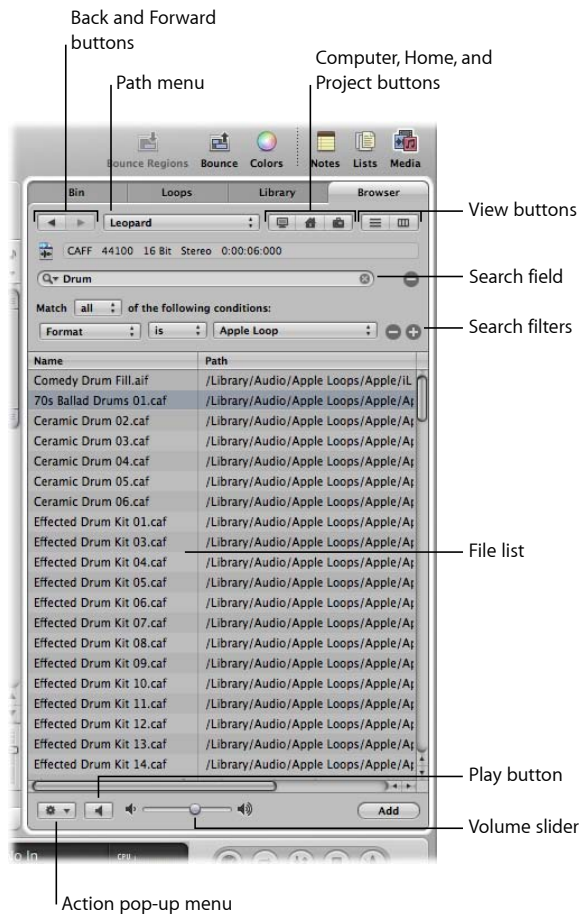 Back and Forward
buttons
Path menu
Computer, Home, and
Project buttons
Bounce Regions Bounce Colors Notes Lists Media
Bin Loops Library Browser
Leopard
View buttons
CAFF 44100 16 Bit Stereo 0:00:06:000
Drum
Search field
Match all of the following conditions:
Format is Apple Loop
Search filters
Name Path
Comedy Drum Fill.aif /Library/Audio/Apple Loops/Apple/iL
70s Ballad Drums 01.caf /Library/Audio/Apple Loops/Apple/Ap
Ceramic Drum 02.caf /Library/Audio/Apple Loops/Apple/Ap
Ceramic Drum 03.caf /Library/Audio/Apple Loops/Apple/Ap
Ceramic Drum 04.caf /Library/Audio/Apple Loops/Apple/Ap
Ceramic Drum 05.caf /Library/Audio/Apple Loops/Apple/Ap
Ceramic Drum 06.caf /Library/Audio/Apple Loops/Apple/Ap
Effected Drum Kit 01.caf /Library/Audio/Apple Loops/Apple/Ap
Effected Drum Kit 03.caf /Library/Audio/Apple Loops/Apple/Ap
File list
Effected Drum Kit 04.caf /Library/Audio/Apple Loops/Apple/Ap
Effected Drum Kit 05.caf /Library/Audio/Apple Loops/Apple/Ap
Effected Drum Kit 06.caf /Library/Audio/Apple Loops/Apple/Ap
Effected Drum Kit 07.caf /Library/Audio/Apple Loops/Apple/Ap
Effected Drum Kit 08.caf /Library/Audio/Apple Loops/Apple/Ap
Effected Drum Kit 09.caf /Library/Audio/Apple Loops/Apple/Ap
Effected Drum Kit 10.caf /Library/Audio/Apple Loops/Apple/Ap
Effected Drum Kit 11.caf /Library/Audio/Apple Loops/Apple/Ap
Effected Drum Kit 12.caf /Library/Audio/Apple Loops/Apple/Ap
Effected Drum Kit 13.caf /Library/Audio/Apple Loops/Apple/Ap
Effected Drum Kit 14.caf /Library/Audio/Apple Loops/Apple/Ap
Play button
Add
Volume slider
o In CPU
Action pop-up menu